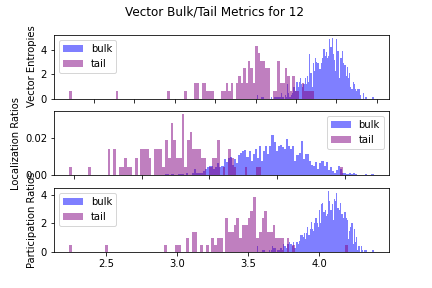 Vector Bulk/Tail Metrics for 12
Vector Entropies
4
2
0
bulk
tail
Localization Ratios
0.02
0.00
bulk
tail
Participation Ratios
4
2
0
bulk
tail
2.5 3.0 3.5 4.0